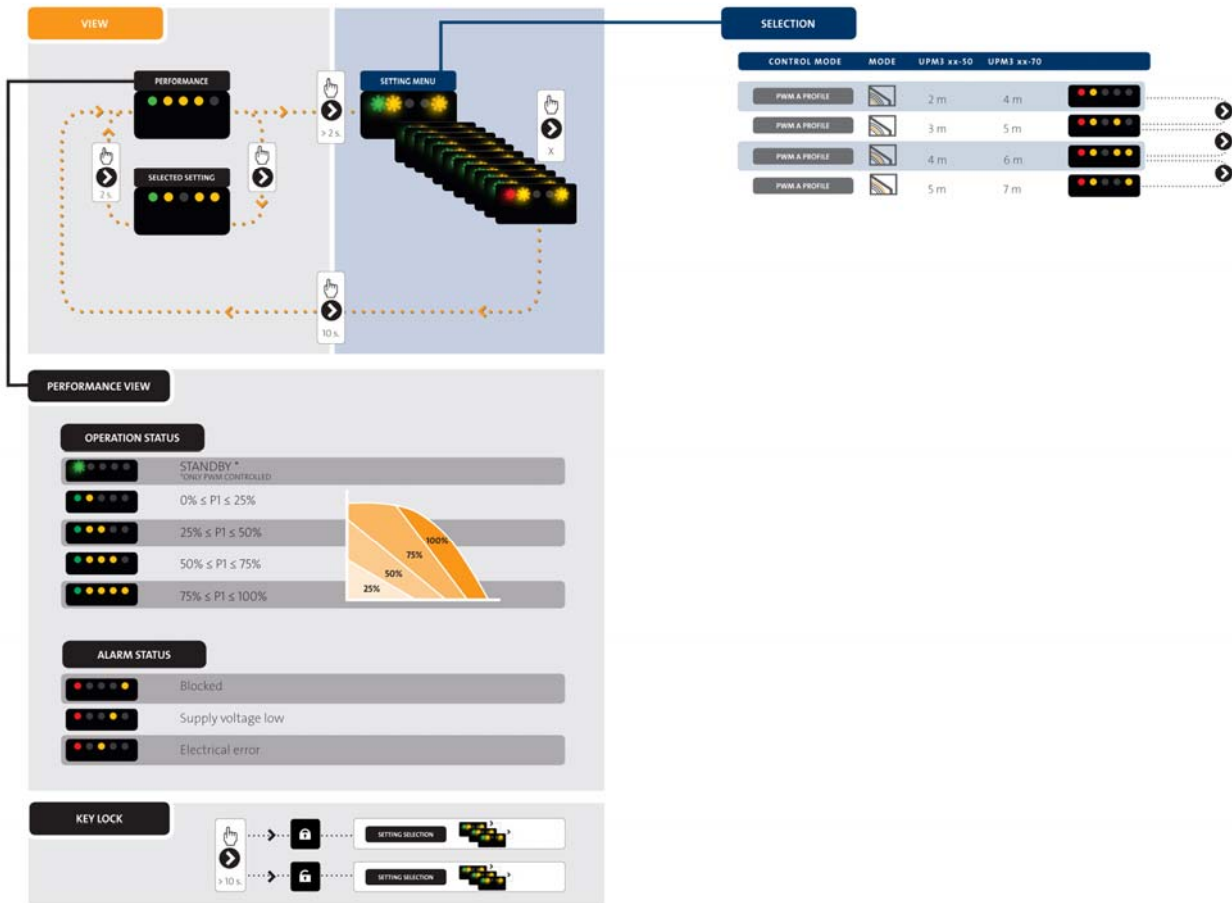 VIEW
PERFORMANCE
> 2 s.
SETTING MENU
X
2 s.
SELECTED SETTING
10 s.
SELECTION
CONTROL MODE MODE UPM3 xx-50 UPM3 xx-70
PWM A PROFILE 2 m 4 m
PWM A PROFILE 3 m 5 m
PWM A PROFILE 4 m 6 m
PWM A PROFILE 5 m 7 m
PERFORMANCE VIEW
OPERATION STATUS
STANDBY *
*ONLY PWM CONTROLLED
0% ≤ P1 ≤ 25%
25% ≤ P1 ≤ 50%
50% ≤ P1 ≤ 75%
75% ≤ P1 ≤ 100%
100%
75%
50%
25%
ALARM STATUS
Blocked
Supply voltage low
Electrical error
KEY LOCK
> 10 s.
SETTING SELECTION
SETTING SELECTION